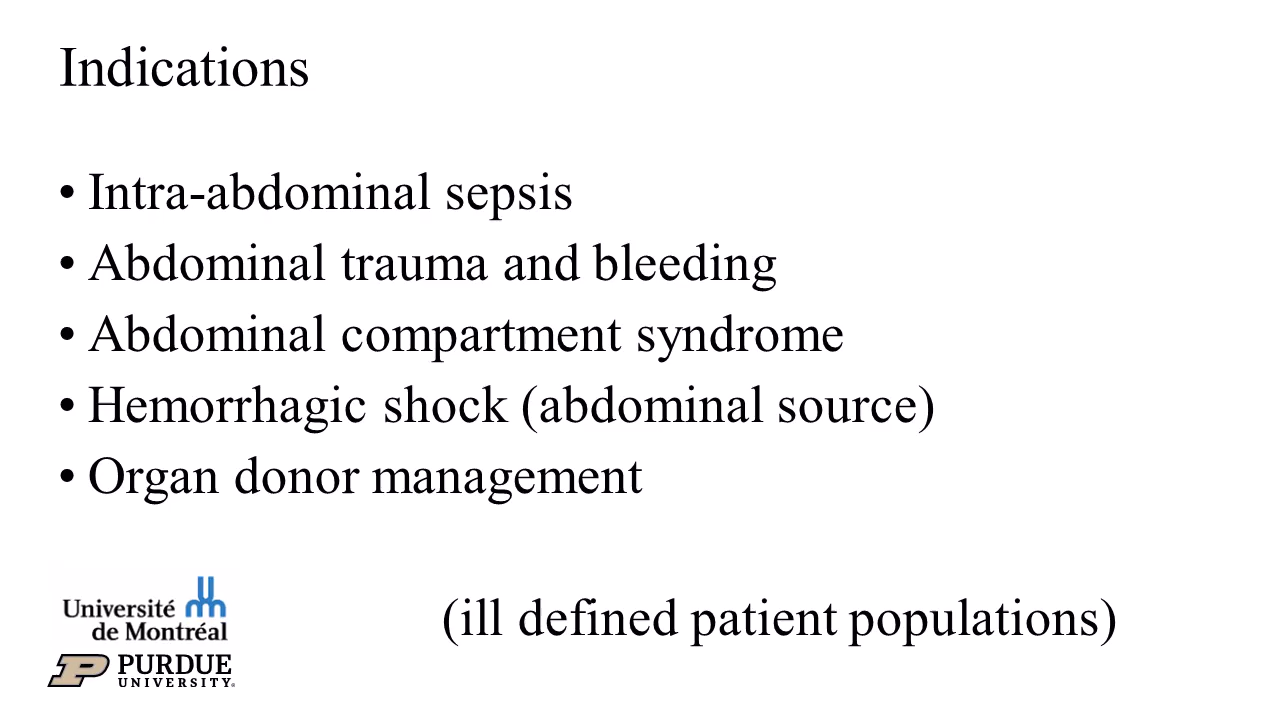 Indications
• Intra-abdominal sepsis
• Abdominal trauma and bleeding
• Abdominal compartment syndrome
• Hemorrhagic shock (abdominal source)
• Organ donor management
(ill defined patient populations)
Université
de Montréal
PURDUE
UNIVERSITY®